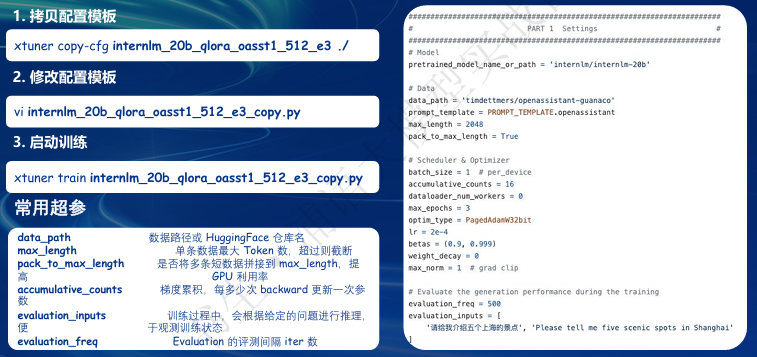 1. 拷贝配置模板
xtuner copy-cfg internlm_20b_qlora_oasst1_512_e3 ./
2. 修改配置模板
vi internlm_20b_qlora_oasst1_512_e3_copy.py
3. 启动训练
xtuner train internlm_20b_qlora_oasst1_512_e3_copy.py
常用超参
data_path 数据路径或 HuggingFace 仓库名
max_length 单条数据最大 Token 数，超过则截断
pack_to_max_length 是否将多条短数据拼接到 max_length，提
高 GPU 利用率
accumulative_counts 梯度累积，每多少次 backward 更新一次参
数
evaluation_inputs 训练过程中，会根据给定的问题进行推理，
便于观测训练状态
evaluation_freq Evaluation 的评测间隔 iter 数
#######################################################################
# PART 1 Settings #
#######################################################################
# Model
pretrained_model_name_or_path = 'internlm/internlm-20b'
# Data
data_path = 'timdettmers/openassistant-guanaco'
prompt_template = PROMPT_TEMPLATE.openassistant
max_length = 2048
pack_to_max_length = True
# Scheduler & Optimizer
batch_size = 1 # per_device
accumulative_counts = 16
dataloader_num_workers = 0
max_epochs = 3
optim_type = PagedAdamW32bit
lr = 2e-4
betas = (0.9, 0.999)
weight_decay = 0
max_norm = 1 # grad clip
# Evaluate the generation performance during the training
evaluation_freq = 500
evaluation_inputs = [
'请给我介绍五个上海的景点', 'Please tell me five scenic spots in Shanghai'
]